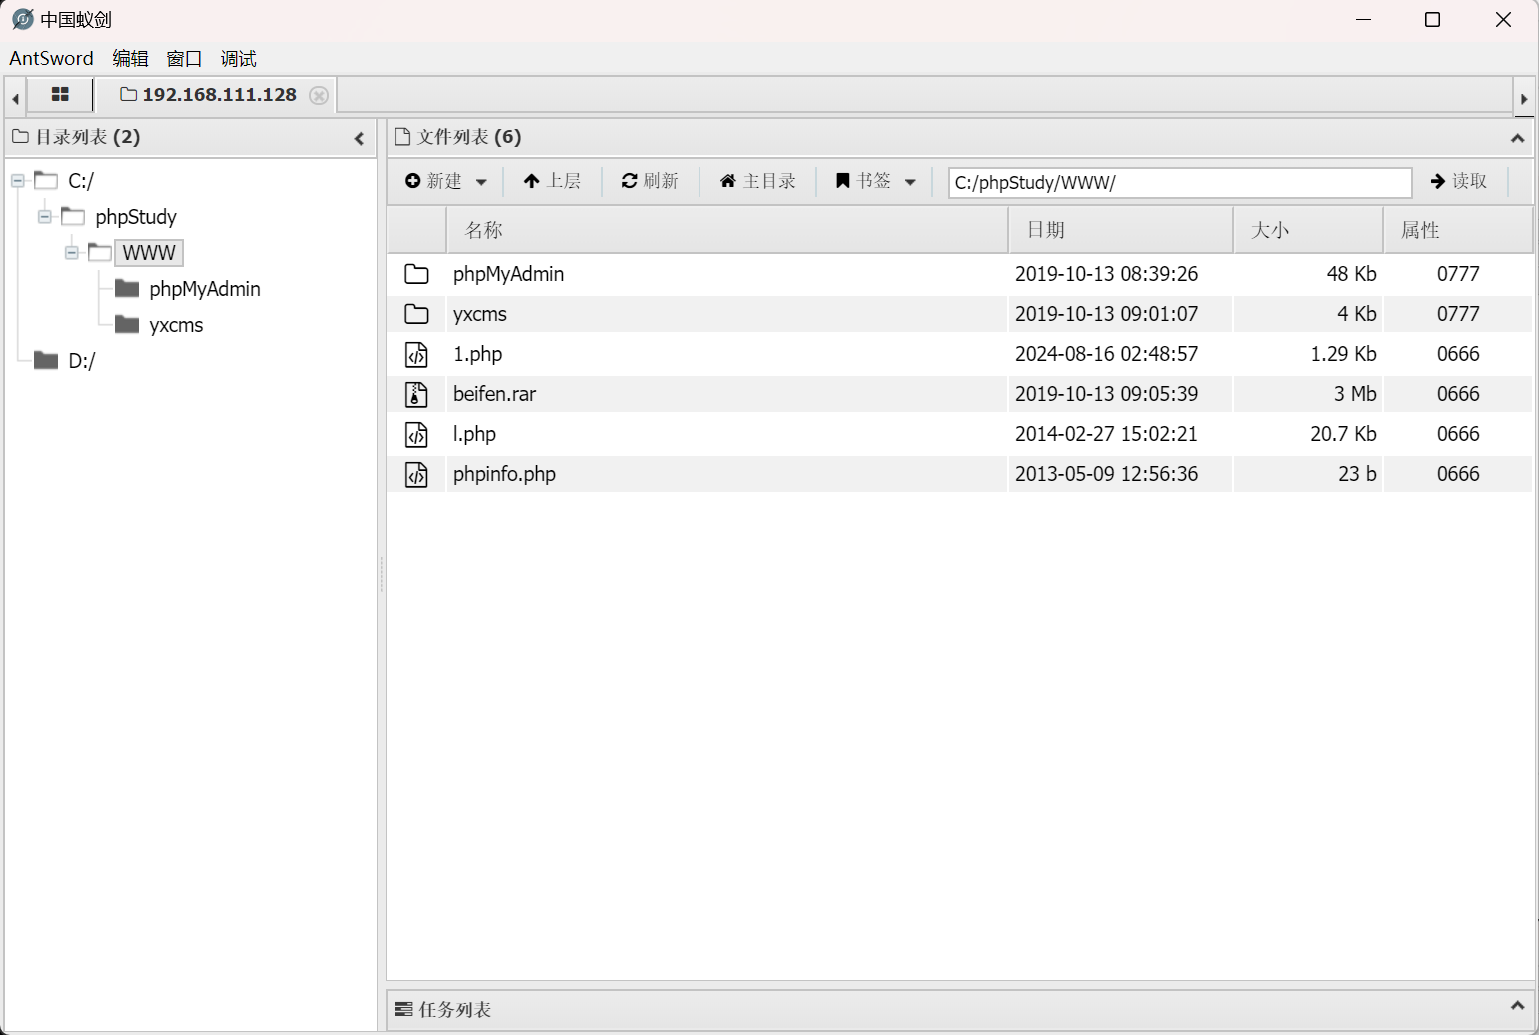 中国蚁剑
AntSword 编辑 窗口 调试
192.168.111.128
目录列表 (2)
C:/
phpStudy
WWW
phpMyAdmin
yxcms
D:/
文件列表 (6)
新建 上层 刷新 主目录 书签 C:/phpStudy/WWW/ 读取
名称 日期 大小 属性
phpMyAdmin 2019-10-13 08:39:26 48 Kb 0777
yxcms 2019-10-13 09:01:07 4 Kb 0777
1.php 2024-08-16 02:48:57 1.29 Kb 0666
beifen.rar 2019-10-13 09:05:39 3 Mb 0666
l.php 2014-02-27 15:02:21 20.7 Kb 0666
phpinfo.php 2013-05-09 12:56:36 23 b 0666
任务列表